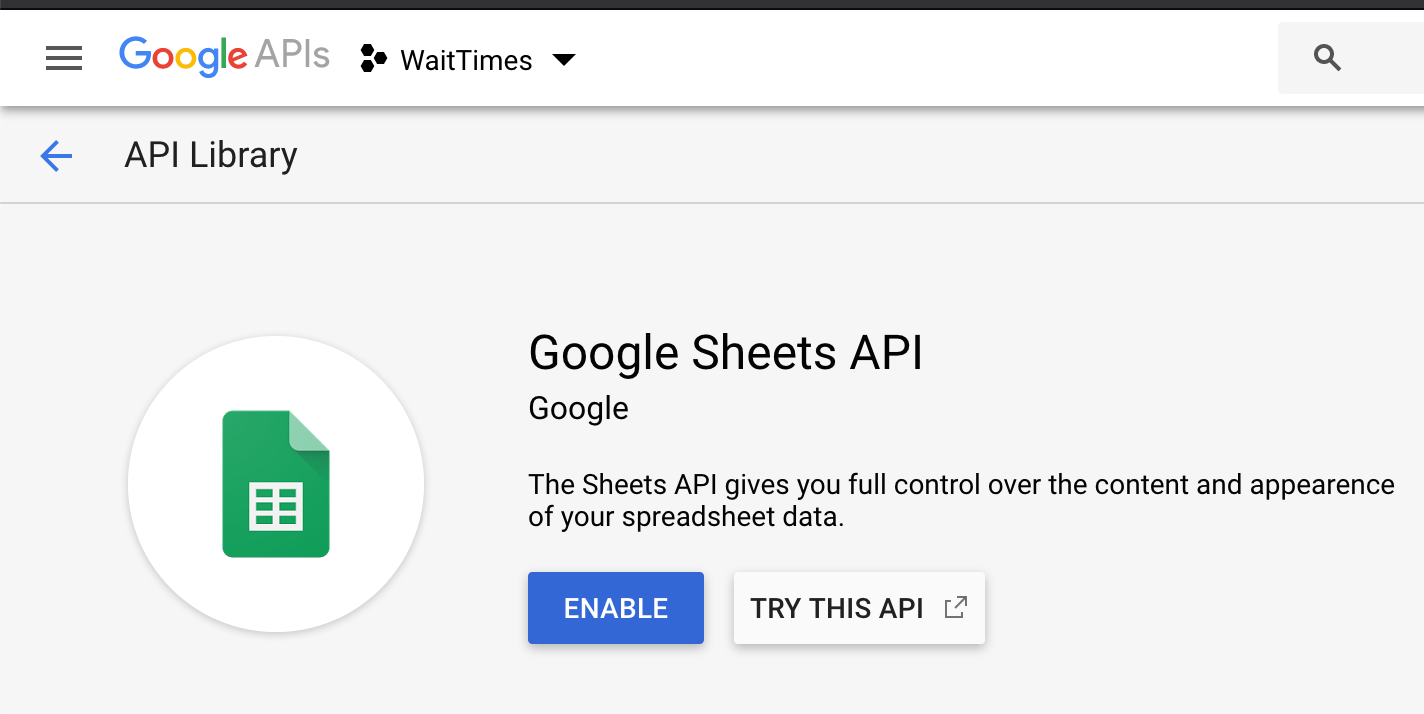 Google APIs WaitTimes
API Library
Google Sheets API
Google
The Sheets API gives you full control over the content and appearence
of your spreadsheet data.
ENABLE TRY THIS API